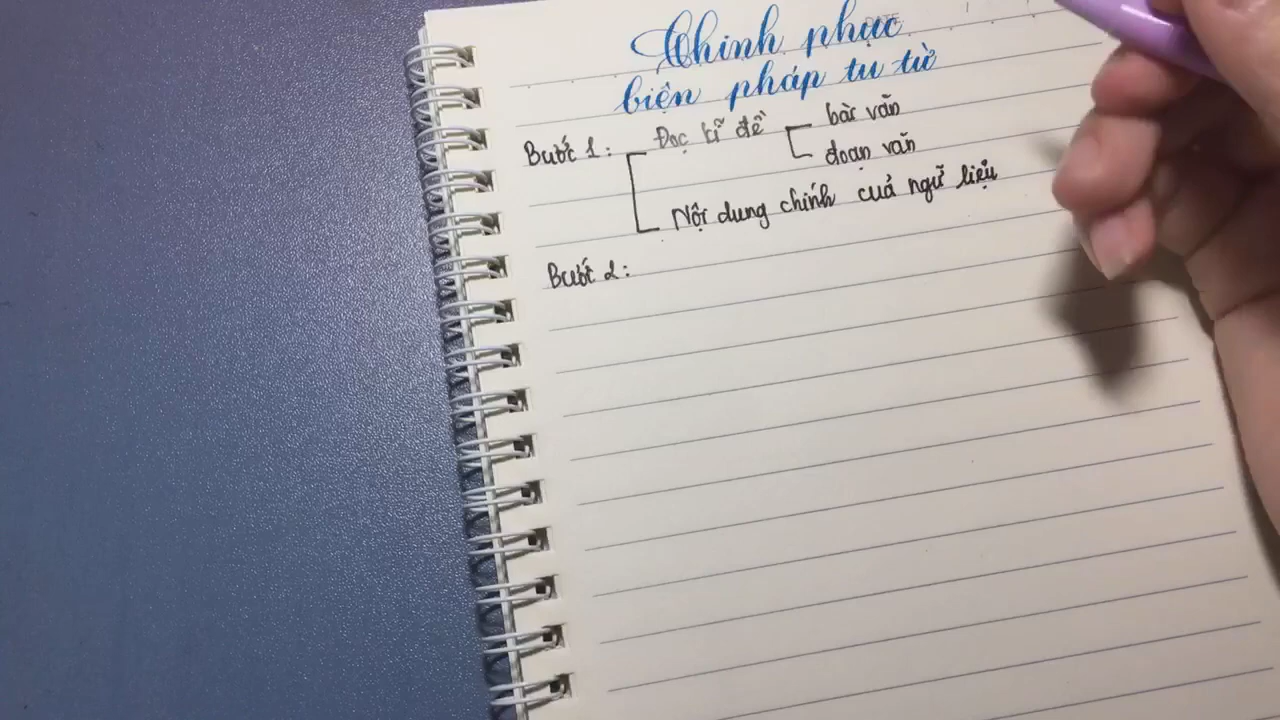 Chinh phục
DATE
biện pháp tu từ
Bước 1: Đọc kĩ đề bài văn
đoạn văn
Nội dung chính của ngữ liệu
Bước 2: